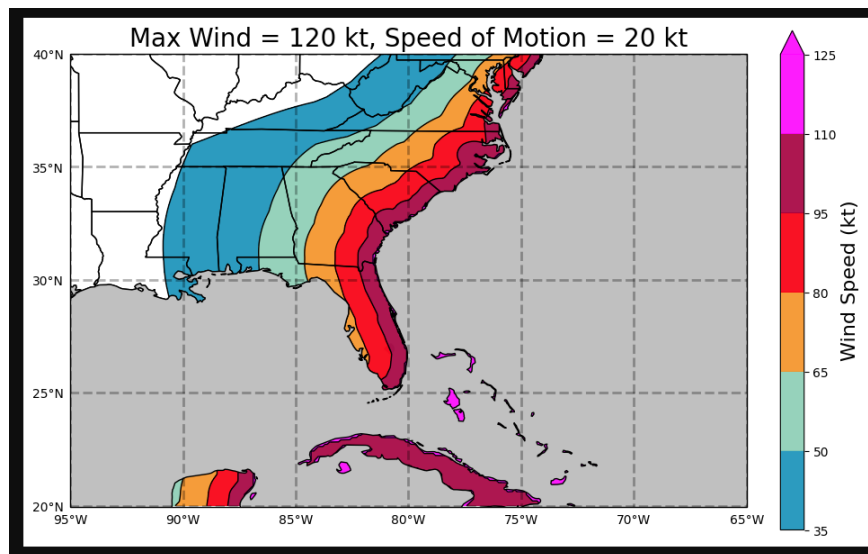 Max Wind = 120 kt, Speed of Motion = 20 kt
40°N
35°N
30°N
25°N
20°N
95°W
90°W
85°W
80°W
75°W
70°W
65°W
125
110
95
80
65
50
35
Wind Speed (kt)